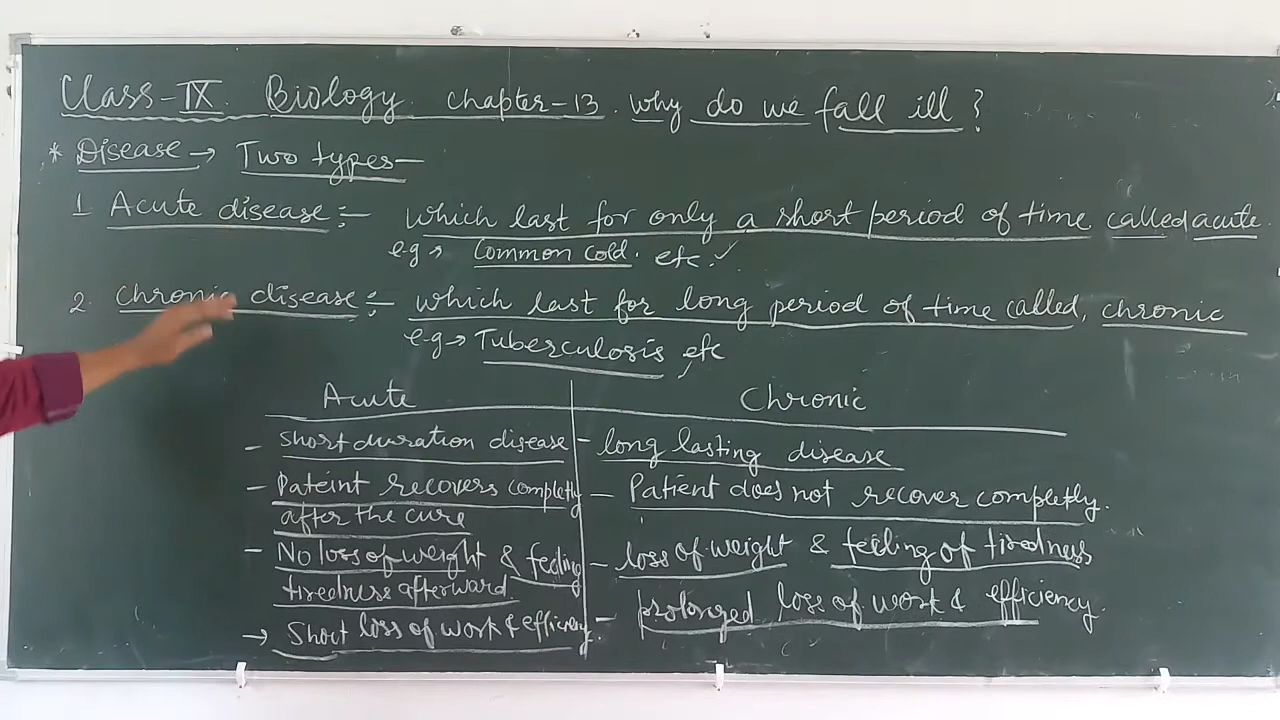 Class-IX. Biology. chapter-13. why do we fall ill ?
* Disease → Two types-
1 Acute disease:- which last for only a short period of time called acute.
e.g → Common cold. etc. ✓
2. chronic disease:- which last for long period of time called, chronic
e.g → Tuberculosis etc
Acute Chronic
- short duration disease - long lasting disease
- Pateint recovers completly - Patient does not recover completly.
after the cure
- No loss of weight & feeling - loss of weight & feeling of tiredness
tiredness afterward.
→ Short loss of work & efficiency - prolonged loss of work & efficiency.